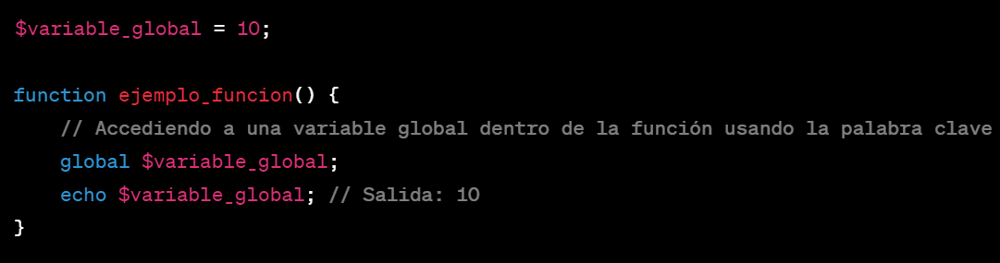 $variable_global = 10;
function ejemplo_funcion() {
    // Accediendo a una variable global dentro de la función usando la palabra clave
    global $variable_global;
    echo $variable_global; // Salida: 10
}